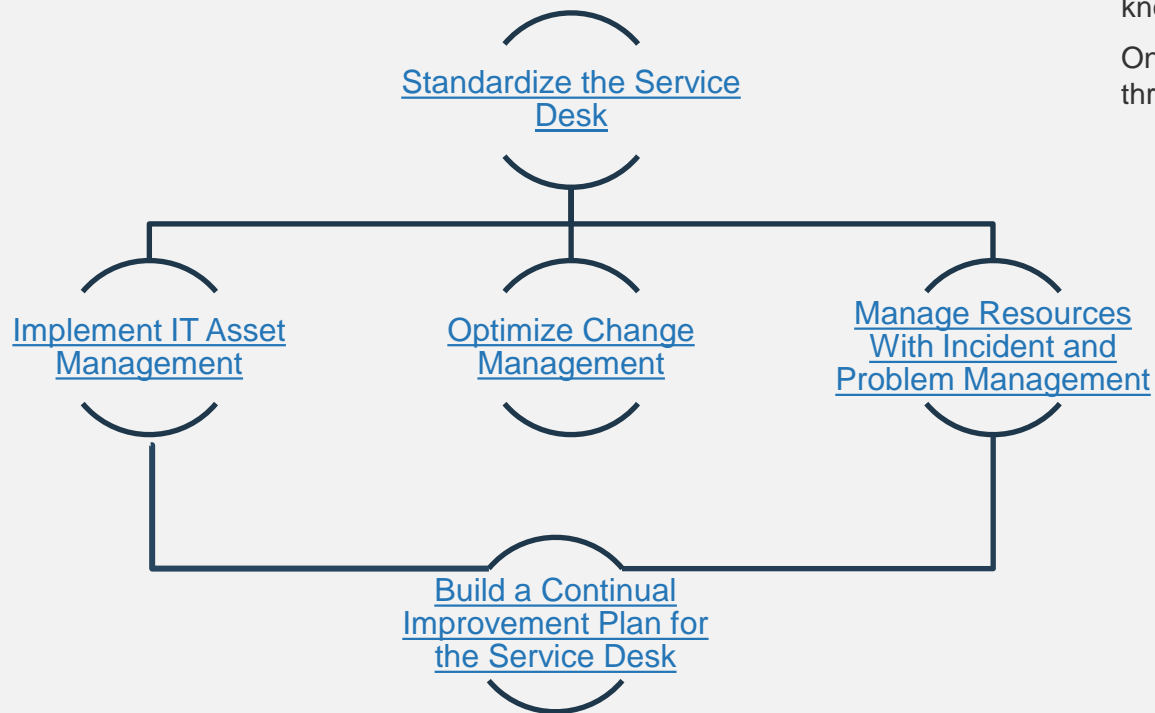 Standardize the Service
Desk
Implement IT Asset
Management
Optimize Change
Management
Manage Resources
With Incident and
Problem Management
Build a Continual
Improvement Plan for
the Service Desk